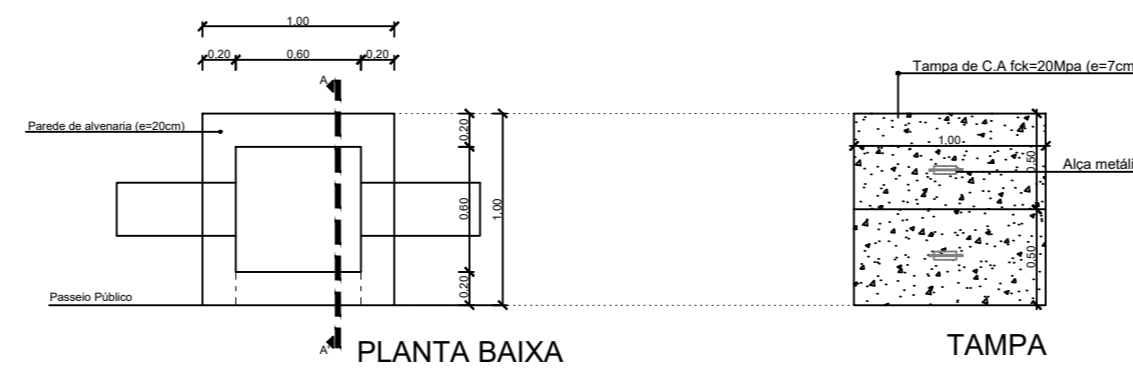 1,00
0,20 0,60 0,20
A
Tampa de C.A fck=20Mpa (e=7cm
Parede de alvenaria (e=20cm)
0,20
1,00
0,50
Alça metáli
0,60
1,00
0,50
0,20
Passeio Público
A'
PLANTA BAIXA
TAMPA